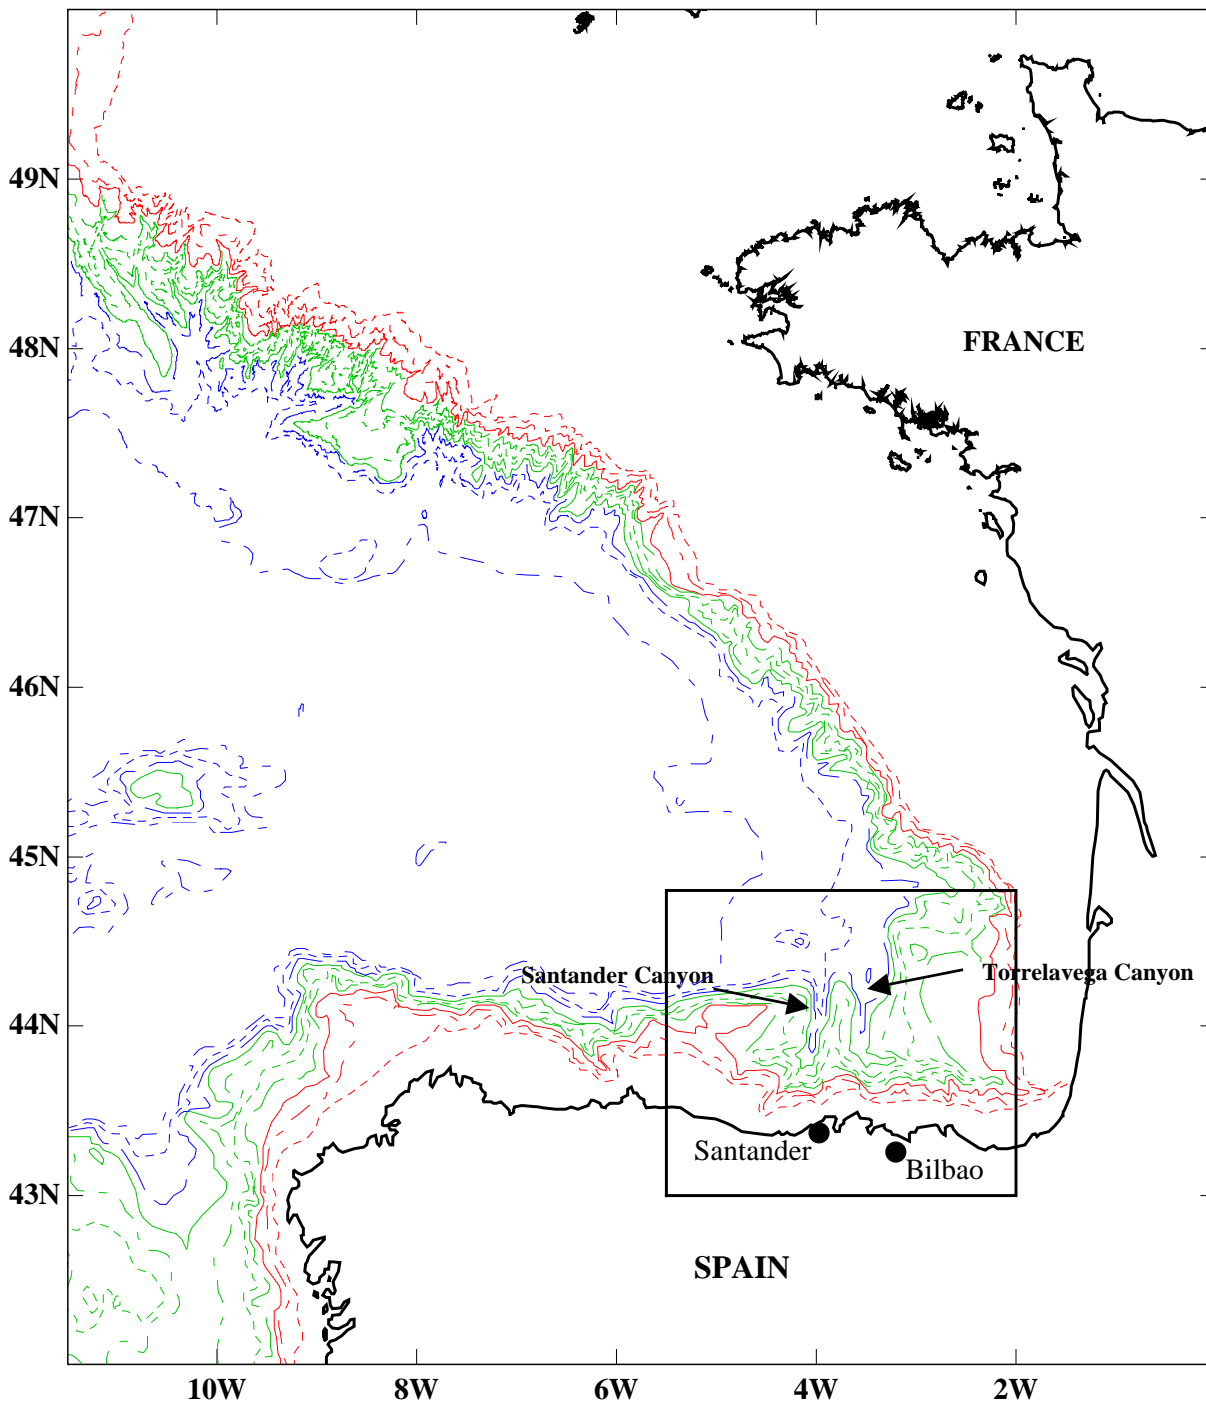 49N
FRANCE
48N
47N
46N
45N
Santander Canyon
Torrelavega Canyon
44N
Santander
Bilbao
43N
SPAIN
10W 8W 6W 4W 2W